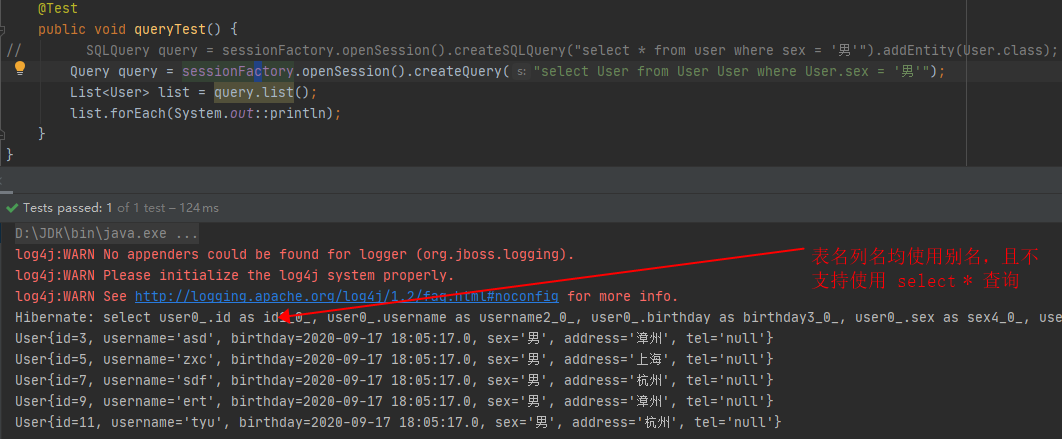 @Test
public void queryTest() {
// SQLQuery query = sessionFactory.openSession().createSQLQuery("select * from user where sex = '男'").addEntity(User.class);
Query query = sessionFactory.openSession().createQuery( s: "select User from User User where User.sex = '男'");
List<User> list = query.list();
list.forEach(System.out::println);
}
}
Tests passed: 1 of 1 test – 124 ms
D:\JDK\bin\java.exe ...
log4j:WARN No appenders could be found for logger (org.jboss.logging).
log4j:WARN Please initialize the log4j system properly.
log4j:WARN See http://logging.apache.org/log4j/1.2/faq.html#noconfig for more info.
表名列名均使用别名，且不
支持使用 select * 查询
Hibernate: select user0_.id as id1_0_, user0_.username as username2_0_, user0_.birthday as birthday3_0_, user0_.sex as sex4_0_, use
User{id=3, username='asd', birthday=2020-09-17 18:05:17.0, sex='男', address='漳州', tel='null'}
User{id=5, username='zxc', birthday=2020-09-17 18:05:17.0, sex='男', address='上海', tel='null'}
User{id=7, username='sdf', birthday=2020-09-17 18:05:17.0, sex='男', address='杭州', tel='null'}
User{id=9, username='ert', birthday=2020-09-17 18:05:17.0, sex='男', address='漳州', tel='null'}
User{id=11, username='tyu', birthday=2020-09-17 18:05:17.0, sex='男', address='杭州', tel='null'}